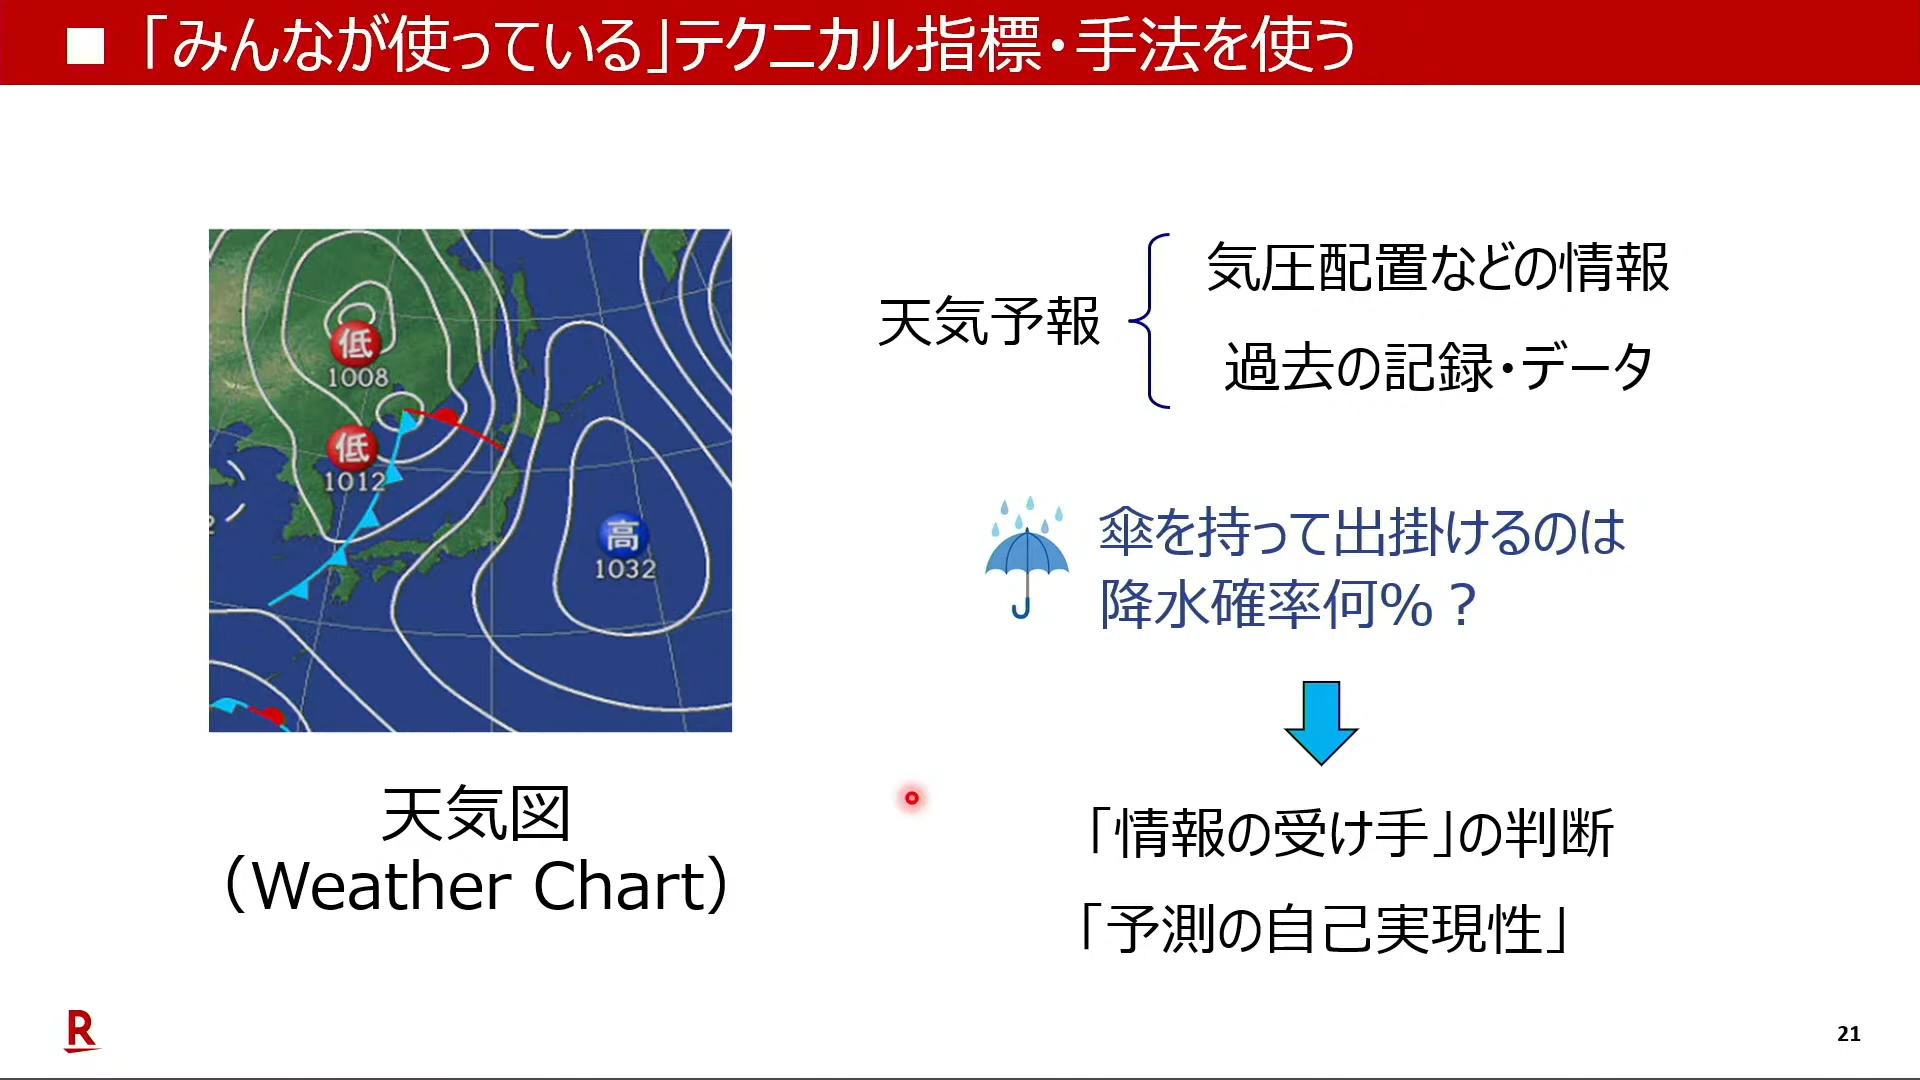 ■「みんなが使っている」テクニカル指標・手法を使う
低
1008
低
1012
高
1032
2
天気図
（Weather Chart）
天気予報
気圧配置などの情報
過去の記録・データ
傘を持って出掛けるのは
降水確率何%？
「情報の受け手」の判断
「予測の自己実現性」
R
21